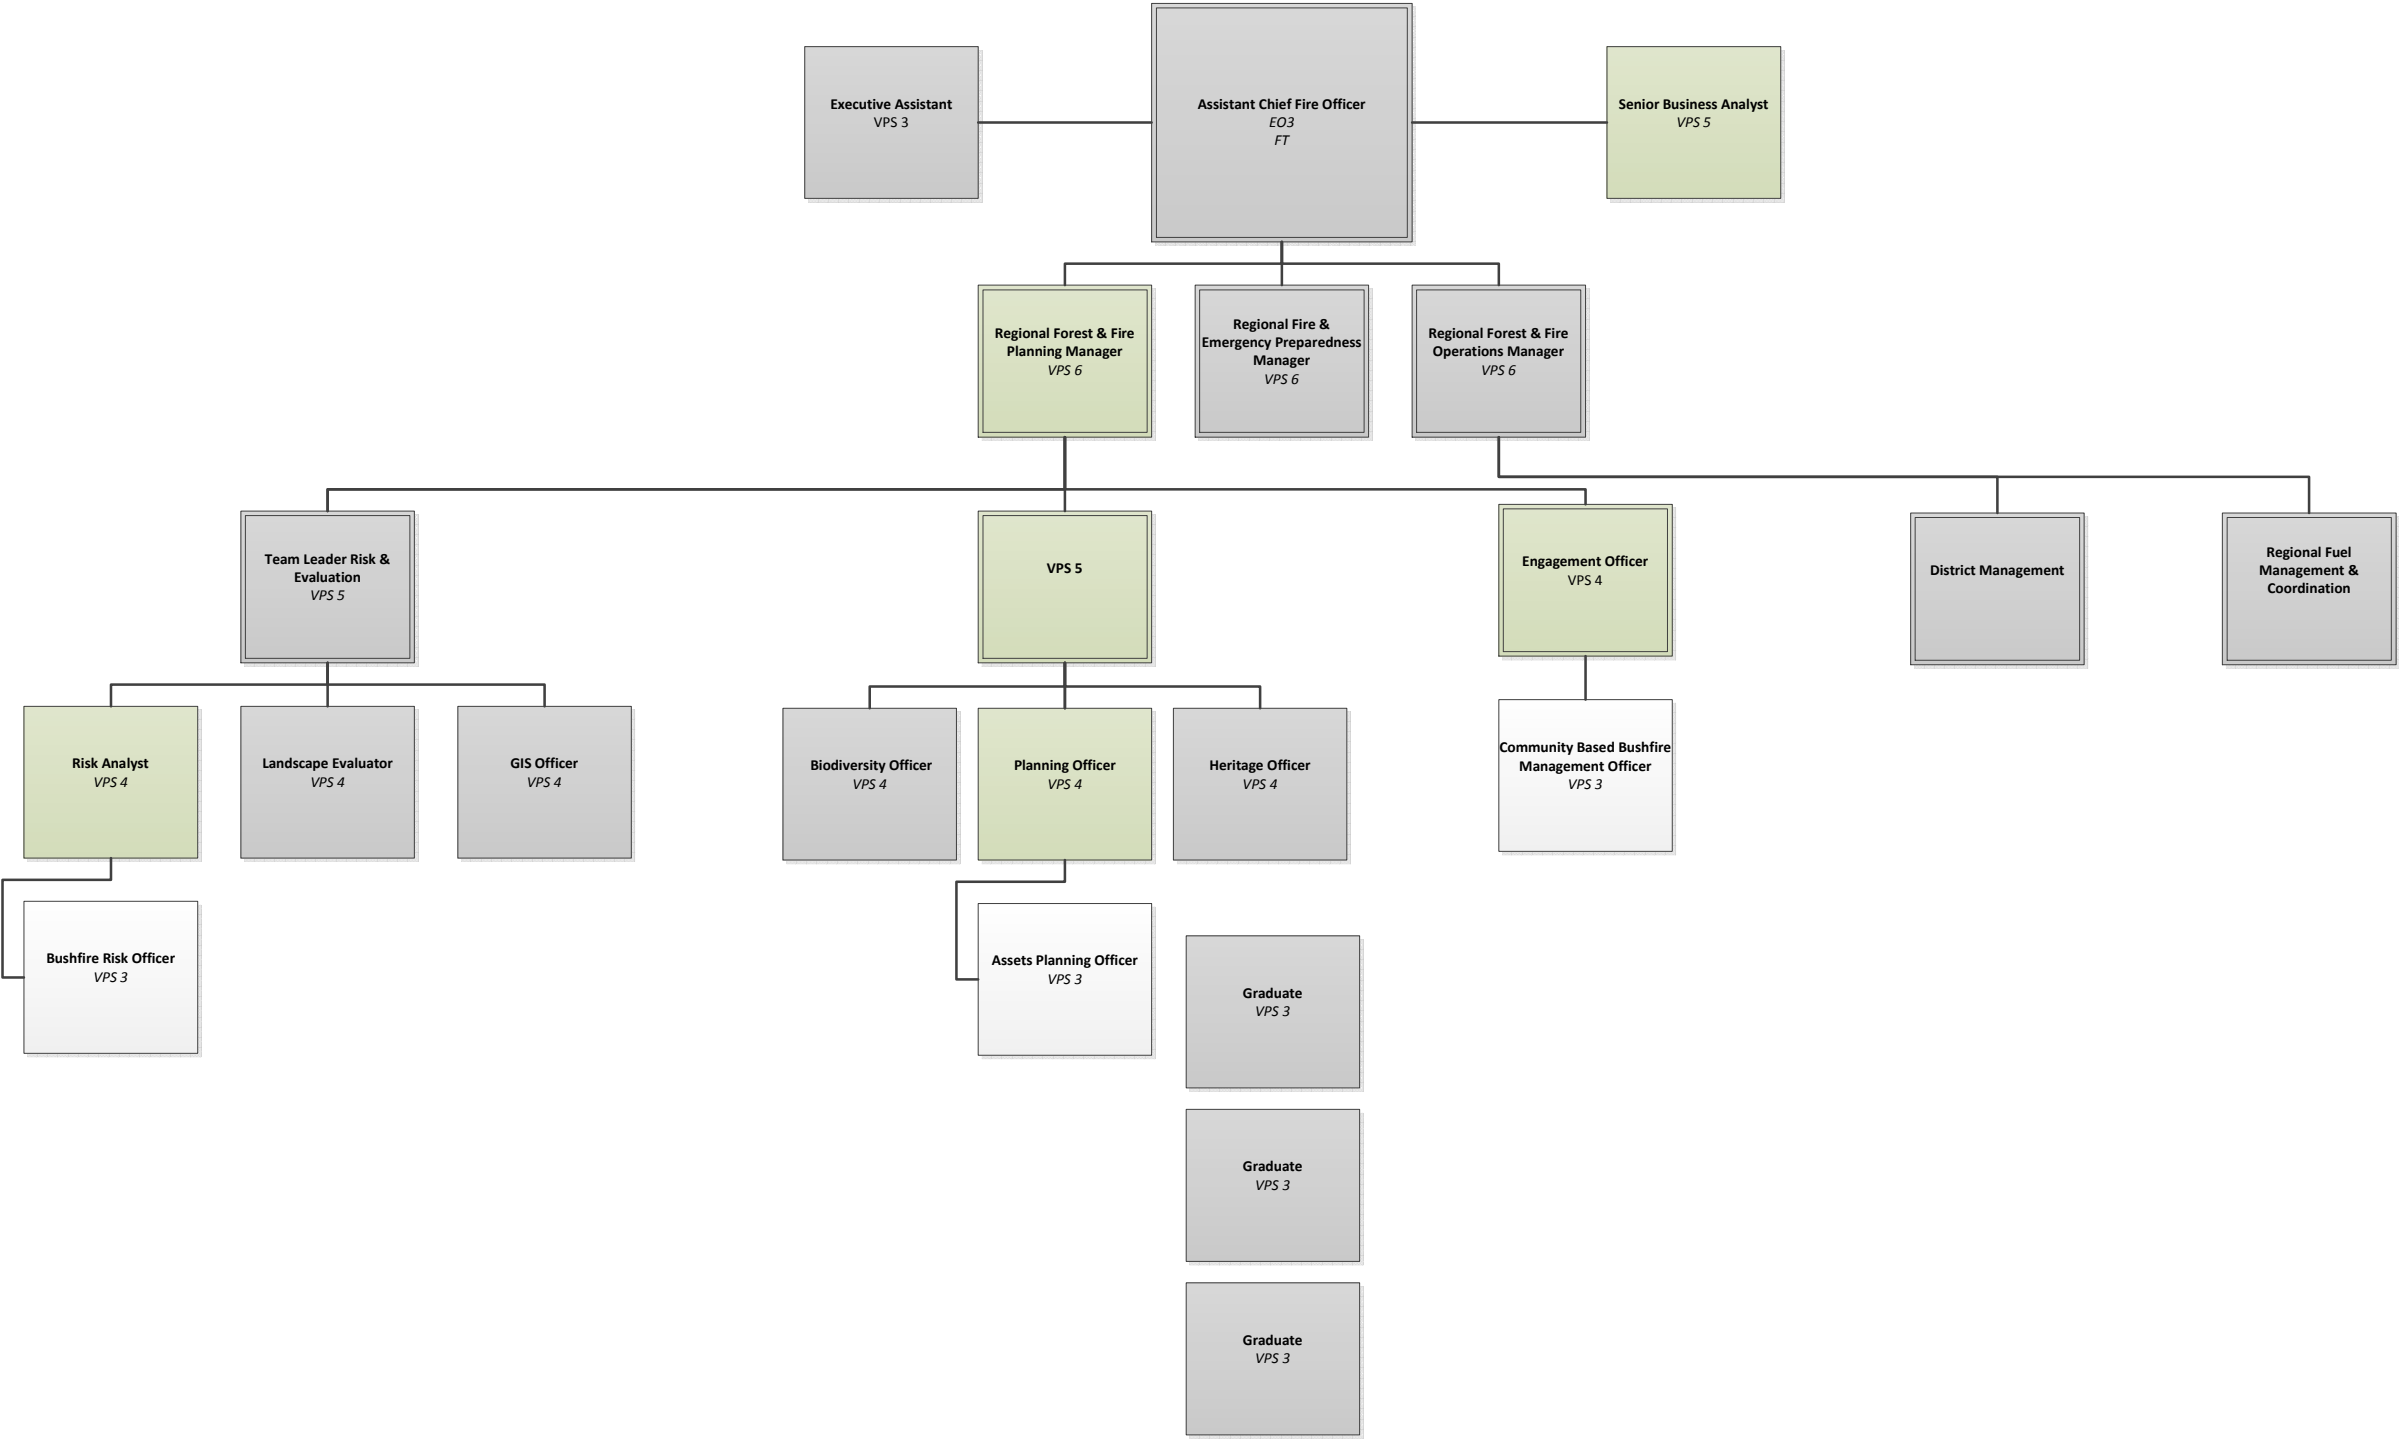 Executive Assistant
VPS 3
Assistant Chief Fire Officer
EO3
FT
Senior Business Analyst
VPS 5
Regional Forest & Fire
Planning Manager
VPS 6
Regional Fire &
Emergency Preparedness
Manager
VPS 6
Regional Forest & Fire
Operations Manager
VPS 6
Team Leader Risk &
Evaluation
VPS 5
VPS 5
Engagement Officer
VPS 4
District Management
Regional Fuel
Management &
Coordination
Risk Analyst
VPS 4
Landscape Evaluator
VPS 4
GIS Officer
VPS 4
Biodiversity Officer
VPS 4
Planning Officer
VPS 4
Heritage Officer
VPS 4
Community Based Bushfire
Management Officer
VPS 3
Bushfire Risk Officer
VPS 3
Assets Planning Officer
VPS 3
Graduate
VPS 3
Graduate
VPS 3
Graduate
VPS 3